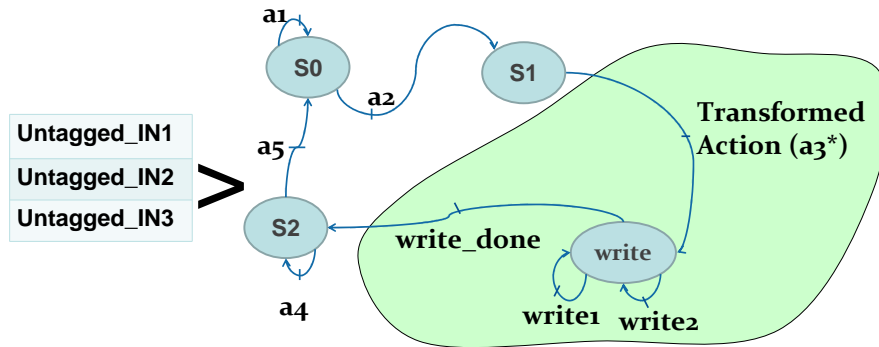 Untagged_IN1
Untagged_IN2
Untagged_IN3
>
a1
S0
a2
S1
a5
S2
a4
Transformed
Action (a3*)
write_done
write
write1
write2